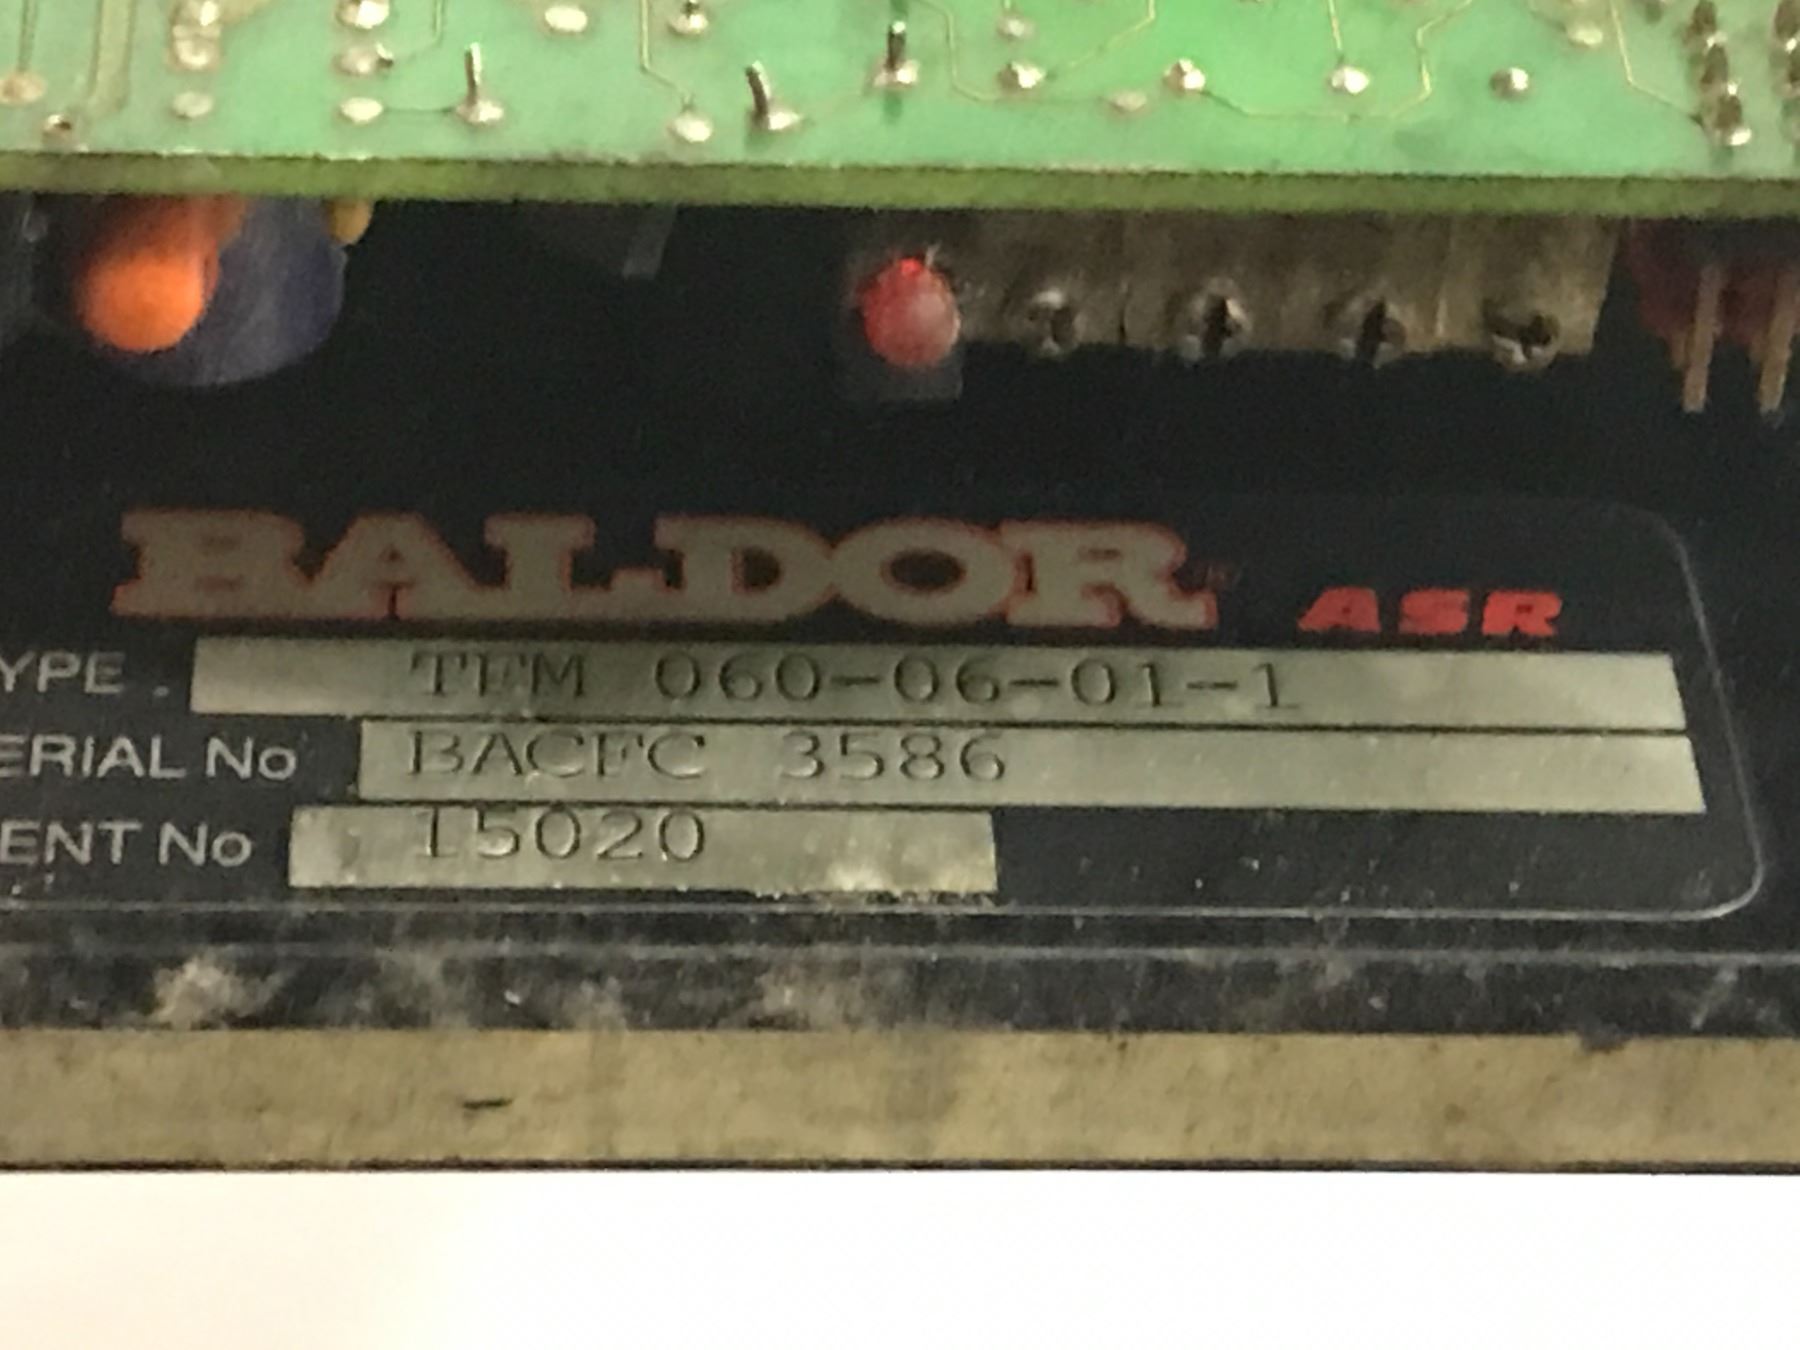 BALDOR ASR
YPE . TFM 060-06-01-1
ERIAL No BACFC 3586
ENT No 15020